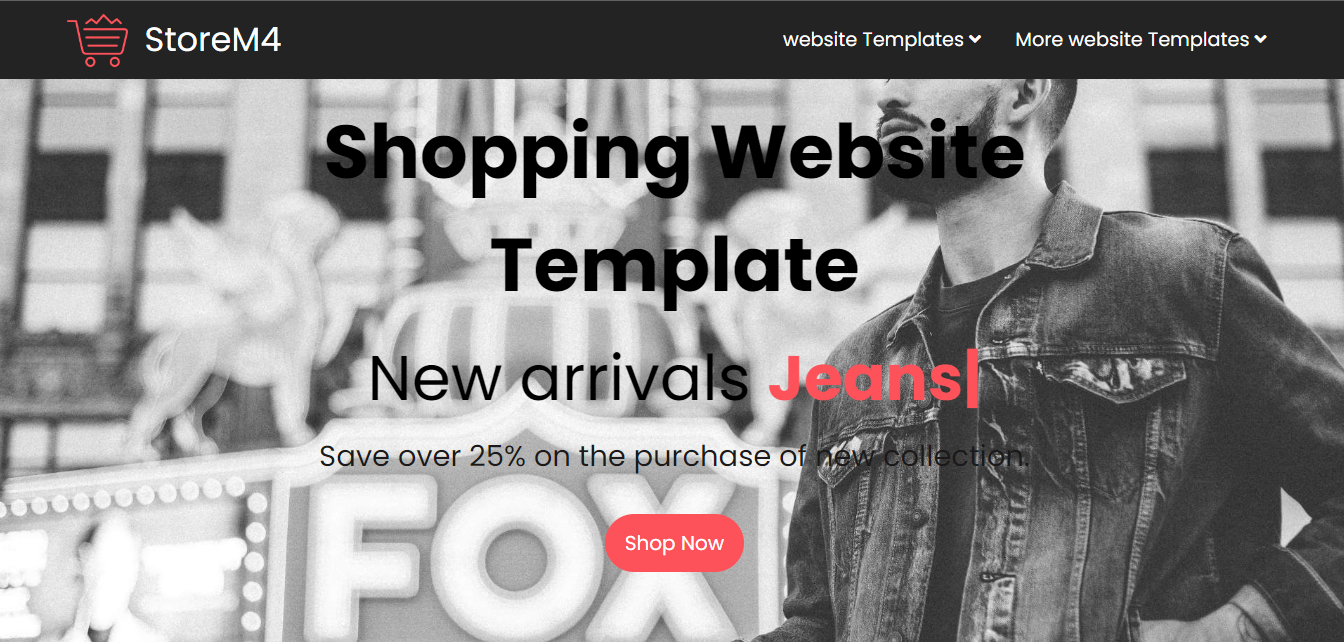 StoreM4
website Templates
More website Templates
Shopping Website
Template
New arrivals Jeans|
Save over 25% on the purchase of new collection.
FOX
Shop Now